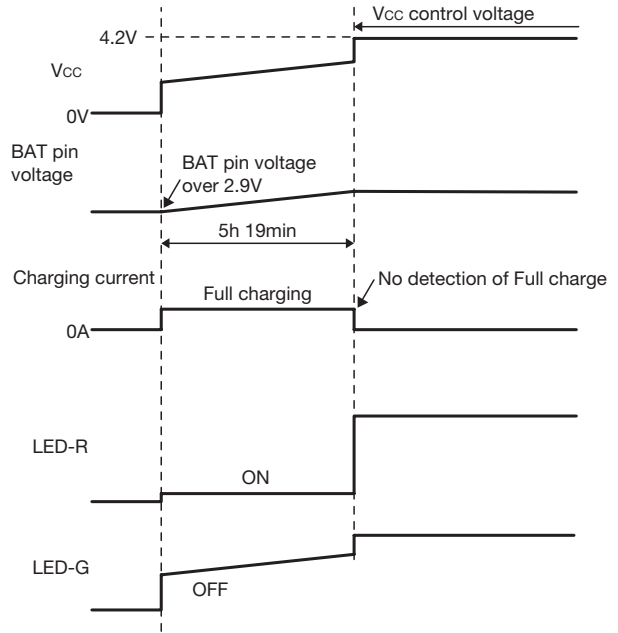 Vcc control voltage
4.2V
Vcc
0V
BAT pin
voltage
BAT pin voltage
over 2.9V
5h 19min
Charging current
Full charging
No detection of Full charge
0A
LED-R
ON
LED-G
OFF